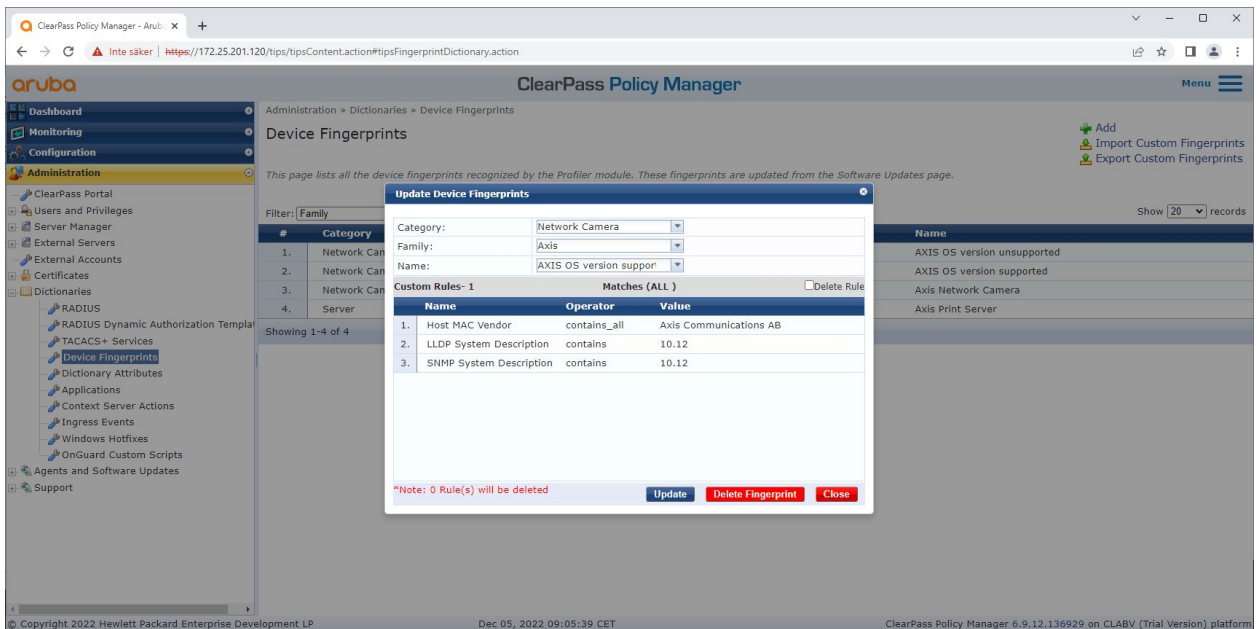 ClearPass Policy Manager - Arub
Inte säker | https://172.25.201.120/tips/tipsContent.action#tipsFingerprintDictionary.action
aruba
ClearPass Policy Manager
Menu
Dashboard
Monitoring
Configuration
Administration
ClearPass Portal
Users and Privileges
Server Manager
External Servers
External Accounts
Certificates
Dictionaries
RADIUS
RADIUS Dynamic Authorization Templa
TACACS+ Services
Device Fingerprints
Dictionary Attributes
Applications
Context Server Actions
Ingress Events
Windows Hotfixes
OnGuard Custom Scripts
Agents and Software Updates
Support
Administration » Dictionaries » Device Fingerprints
Device Fingerprints
Add
Import Custom Fingerprints
Export Custom Fingerprints
This page lists all the device fingerprints recognized by the Profiler module. These fingerprints are updated from the Software Updates page.
Filter: Family
Show 20 records
# Category Name
1. Network Can AXIS OS version unsupported
2. Network Can AXIS OS version supported
3. Network Can Axis Network Camera
4. Server Axis Print Server
Showing 1-4 of 4
Update Device Fingerprints
Category: Network Camera
Family: Axis
Name: AXIS OS version support
Custom Rules- 1 Matches (ALL ) Delete Rule
Name Operator Value
1. Host MAC Vendor contains_all Axis Communications AB
2. LLDP System Description contains 10.12
3. SNMP System Description contains 10.12
*Note: 0 Rule(s) will be deleted
Update Delete Fingerprint Close
© Copyright 2022 Hewlett Packard Enterprise Development LP
Dec 05, 2022 09:05:39 CET
ClearPass Policy Manager 6.9.12.136929 on CLABV (Trial Version) platform